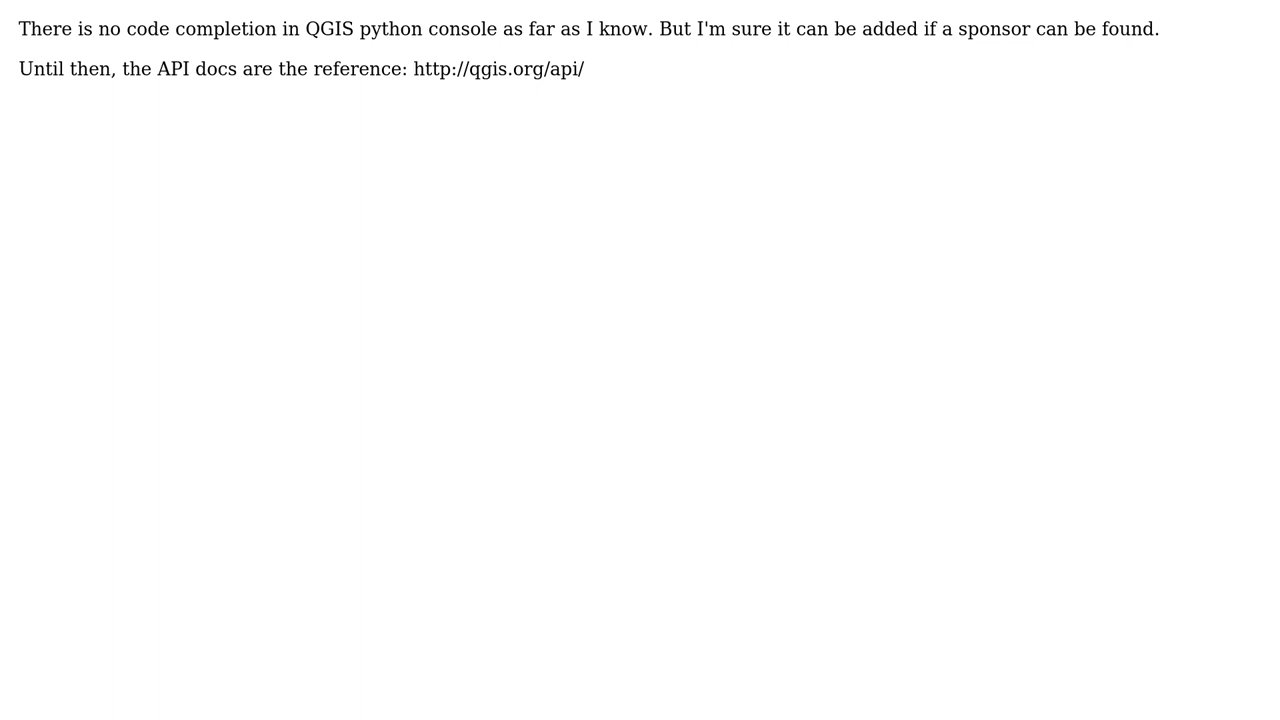 There is no code completion in QGIS python console as far as I know. But I'm sure it can be added if a sponsor can be found.
Until then, the API docs are the reference: http://qgis.org/api/